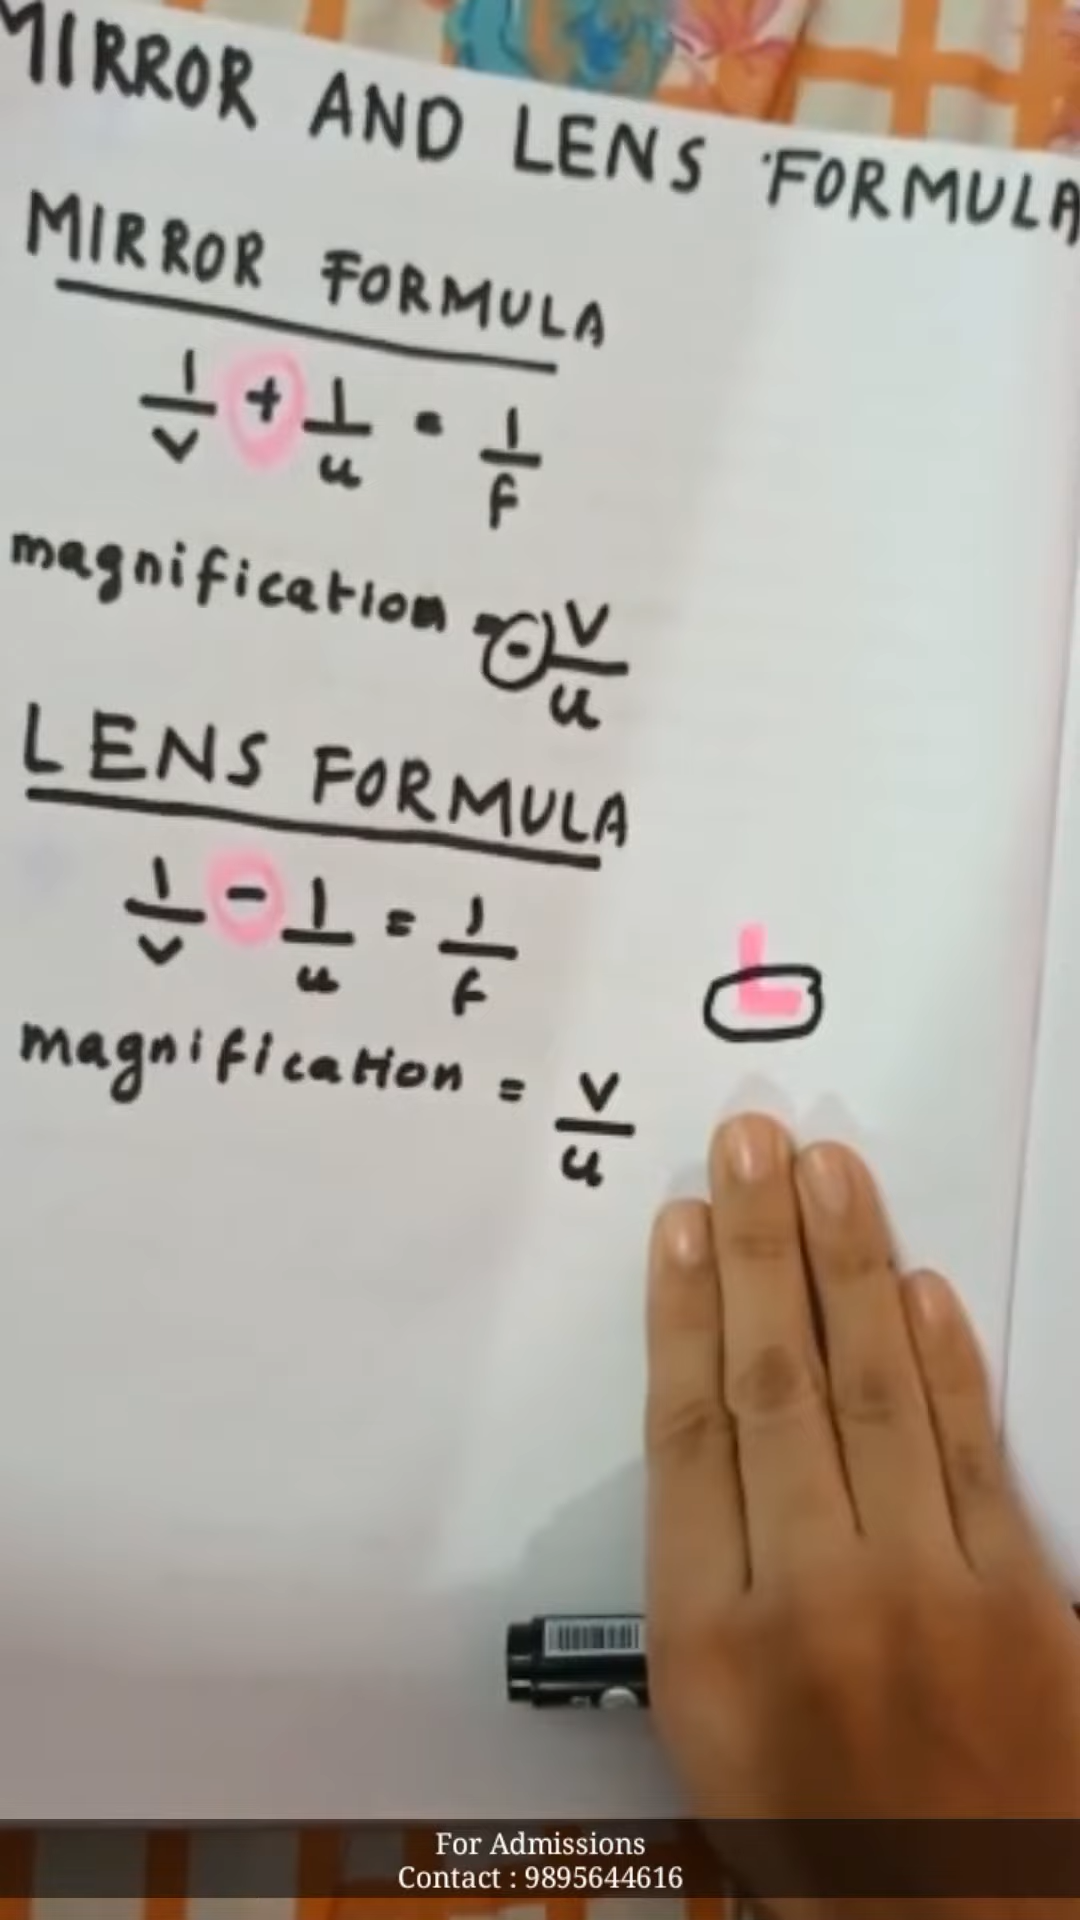 MIRROR AND LENS FORMULA
MIRROR FORMULA
1/v + 1/u = 1/f
magnification = - v/u
LENS FORMULA
1/v - 1/u = 1/f
L
magnification = v/u
For Admissions
Contact : 9895644616